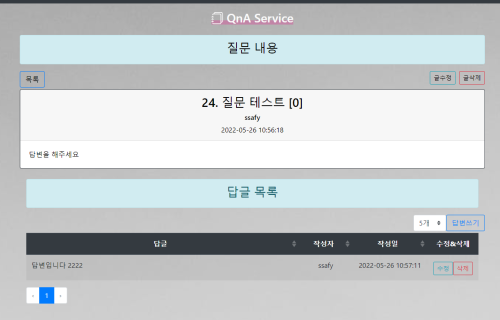 QnA Service
질문 내용
목록
글수정 글삭제
24. 질문 테스트 [0]
ssafy
2022-05-26 10:56:18
답변을 해주세요
답글 목록
5개 답변쓰기
답글 작성자 작성일 수정&삭제
답변입니다 2222 ssafy 2022-05-26 10:57:11 수정 삭제
‹ 1 ›